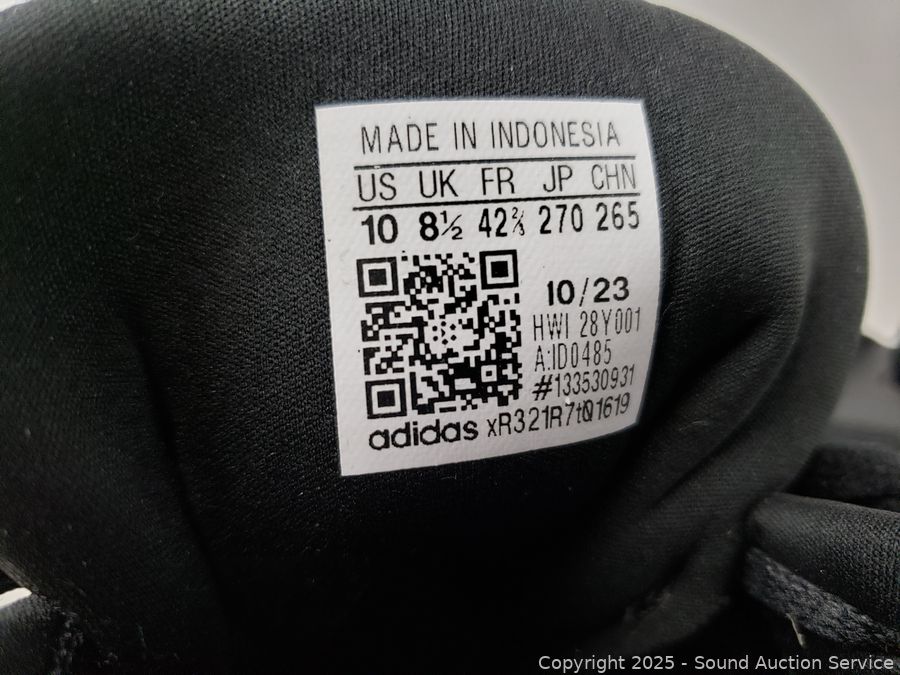 MADE IN INDONESIA
US UK FR JP CHN
10 8½ 42⅔ 270 265
10/23
HWI 28Y001
A:ID0485
#133530931
adidas xR321R7tQ1619
Copyright 2025 - Sound Auction Service